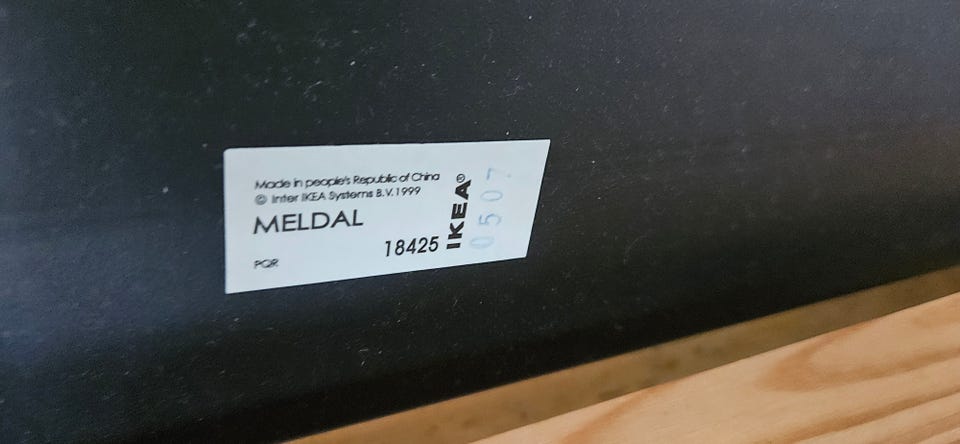 Made in people's Republic of China
© Inter IKEA Systems B.V. 1999
MELDAL
PQR
18425
IKEA®
0507